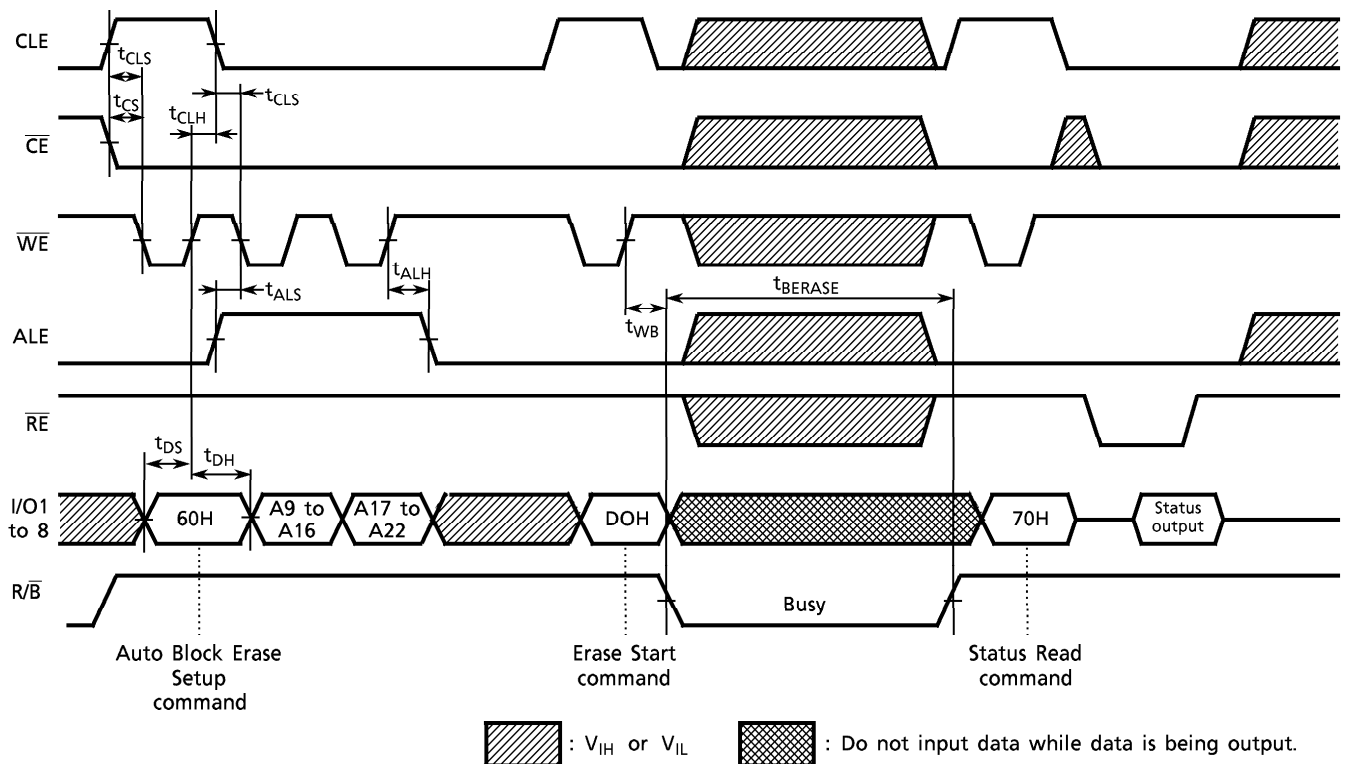 CLE
tCLS
tCS
tCLH
tCLS
CE
WE
tALH
tALS
tBERASE
tWB
ALE
RE
tDS
tDH
I/O1
to 8
60H
A9 to
A16
A17 to
A22
DOH
70H
Status
output
R/B
Busy
Auto Block Erase
Setup
command
Erase Start
command
Status Read
command
: VIH or VIL
: Do not input data while data is being output.